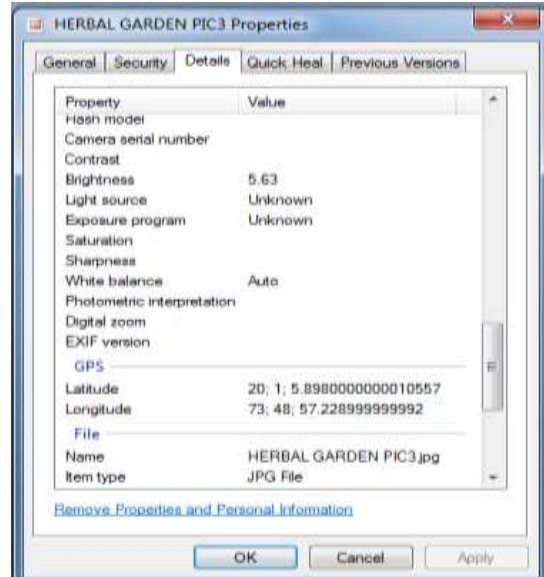 HERBAL GARDEN PIC3 Properties
General Security Details Quick Heal Previous Versions
Property Value
Flash model
Camera serial number
Contrast
Brightness 5.63
Light source Unknown
Exposure program Unknown
Saturation
Sharpness
White balance Auto
Photometric interpretation
Digital zoom
EXIF version
GPS
Latitude 20; 1; 5.8980000000010557
Longitude 73; 48; 57.228999999992
File
Name HERBAL GARDEN PIC3.jpg
Item type JPG File
Remove Properties and Personal Information
OK Cancel Apply